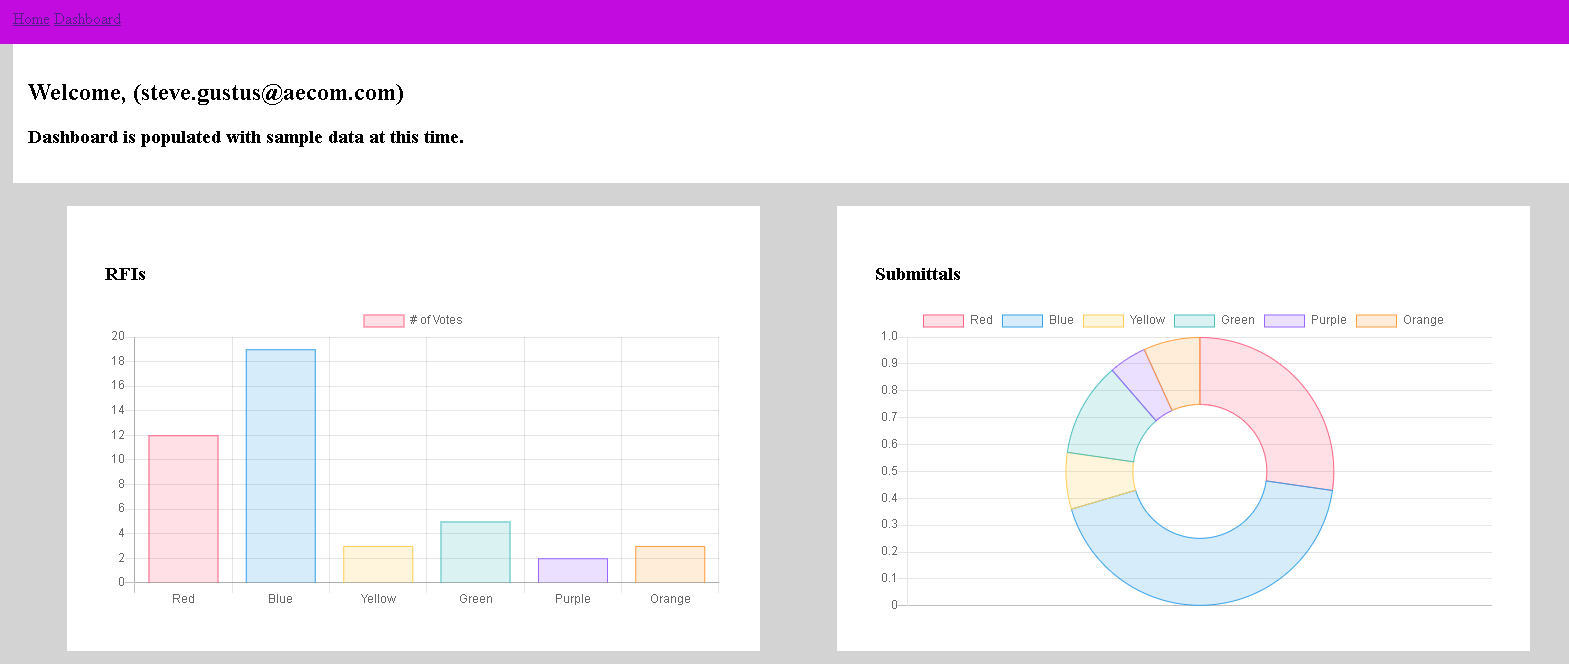 Home Dashboard
Welcome, (steve.gustus@aecom.com)
Dashboard is populated with sample data at this time.
RFIs
# of Votes
20
18
16
14
12
10
8
6
4
2
0
Red Blue Yellow Green Purple Orange
Submittals
Red Blue Yellow Green Purple Orange
1.0
0.9
0.8
0.7
0.6
0.5
0.4
0.3
0.2
0.1
0